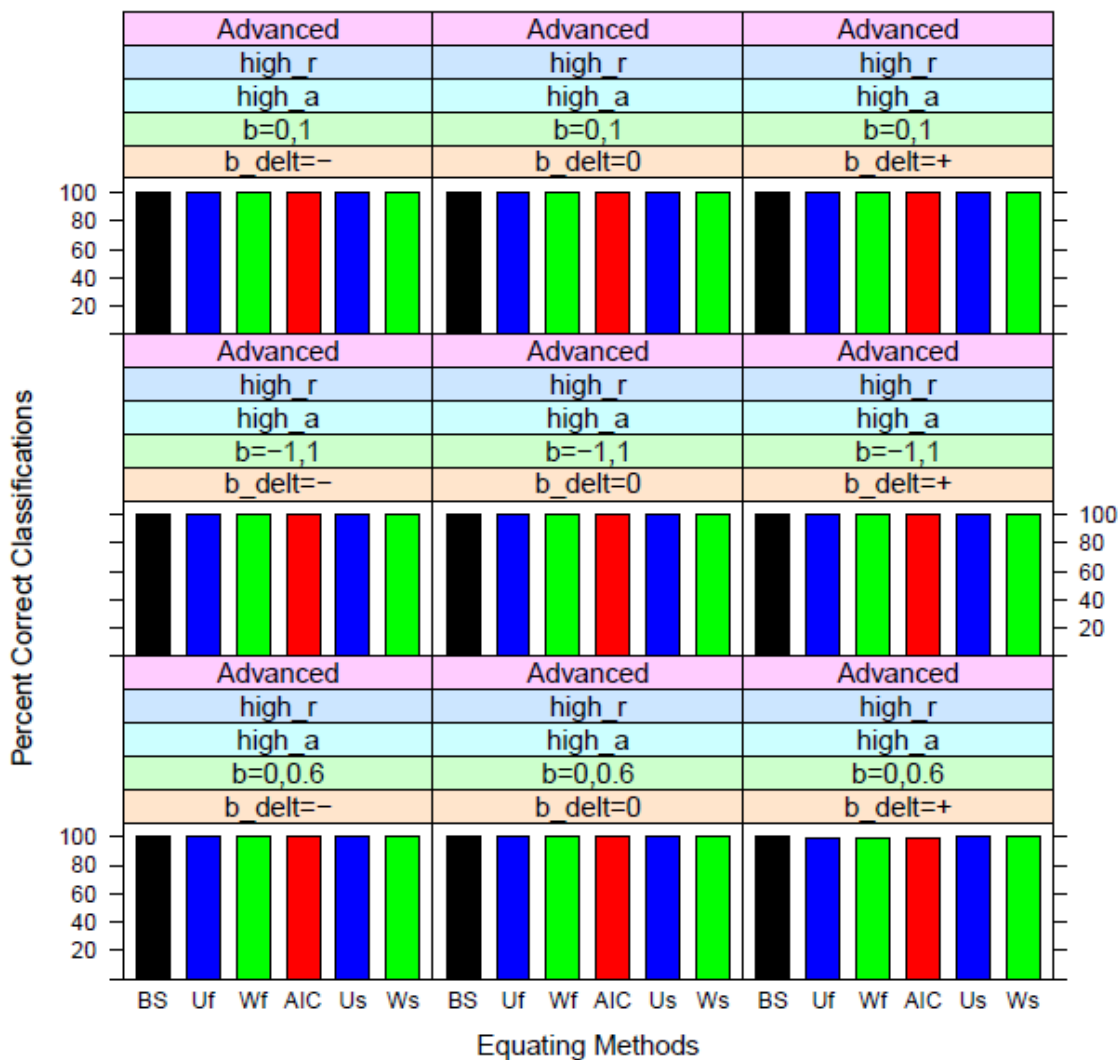 Advanced Advanced Advanced
high_r high_r high_r
high_a high_a high_a
b=0,1 b=0,1 b=0,1
b_delt=− b_delt=0 b_delt=+
100
80
60
40
20
Advanced Advanced Advanced
high_r high_r high_r
high_a high_a high_a
b=−1,1 b=−1,1 b=−1,1
b_delt=− b_delt=0 b_delt=+
100
80
60
40
20
Percent Correct Classifications
Advanced Advanced Advanced
high_r high_r high_r
high_a high_a high_a
b=0,0.6 b=0,0.6 b=0,0.6
b_delt=− b_delt=0 b_delt=+
100
80
60
40
20
BS Uf Wf AIC Us Ws BS Uf Wf AIC Us Ws BS Uf Wf AIC Us Ws
Equating Methods